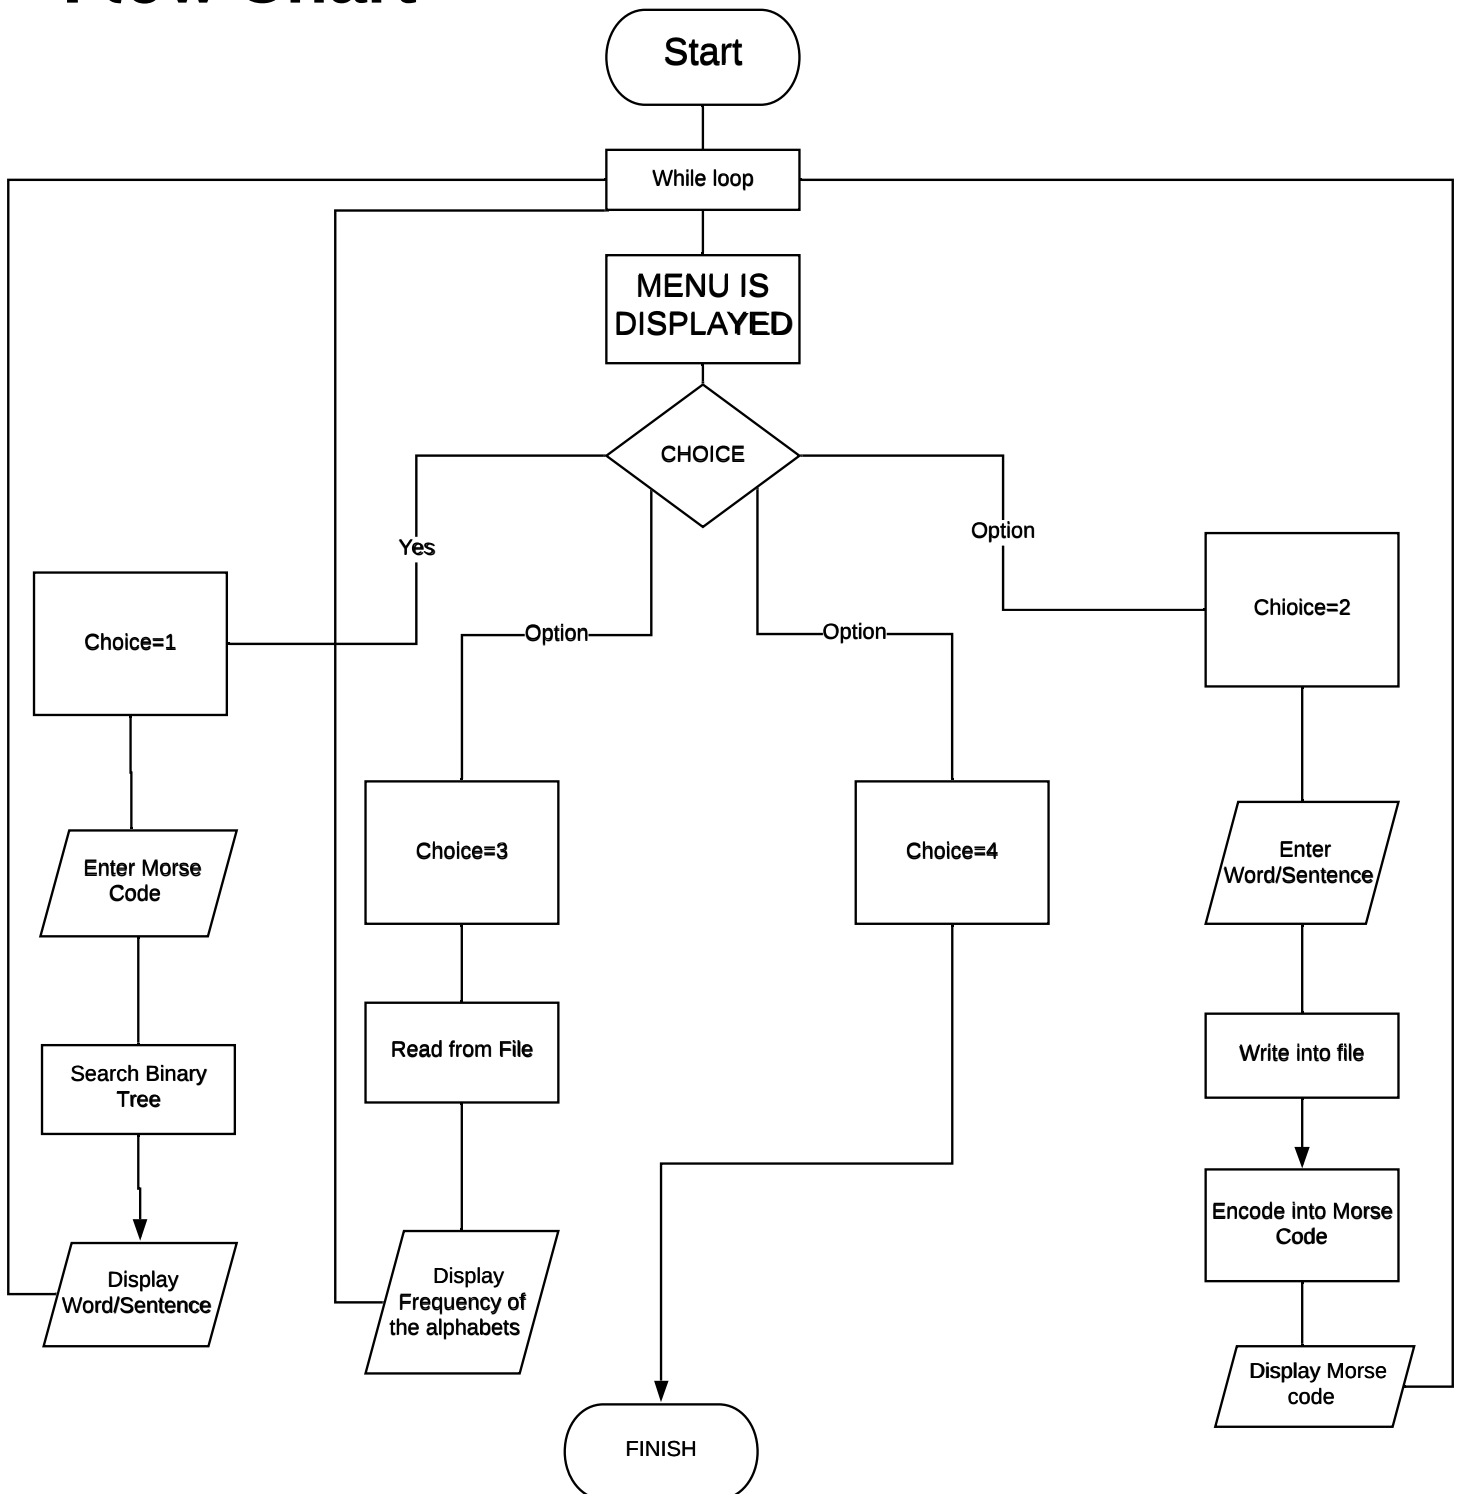 Flow Chart
Start
While loop
MENU IS
DISPLAYED
CHOICE
Yes
Option
Option
Option
Choice=1
Chioice=2
Choice=3
Choice=4
Enter Morse
Code
Enter
Word/Sentence
Search Binary
Tree
Read from File
Write into file
Encode into Morse
Code
Display
Word/Sentence
Display
Frequency of
the alphabets
Display Morse
code
FINISH